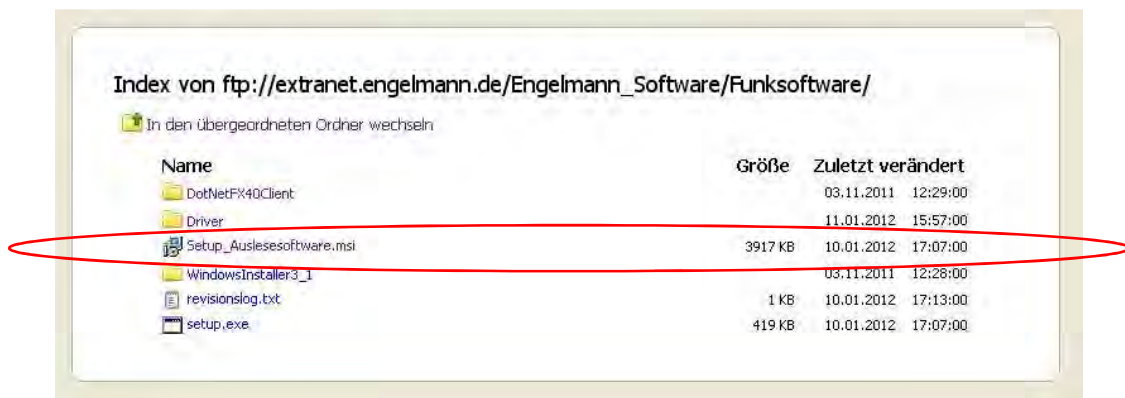 Index von ftp://extranet.engelmann.de/Engelmann_Software/Funksoftware/
In den übergeordneten Ordner wechseln
Name Größe Zuletzt verändert
DotNetFX40Client 03.11.2011 12:29:00
Driver 11.01.2012 15:57:00
Setup_Auslesesoftware.msi 3917 KB 10.01.2012 17:07:00
WindowsInstaller3_1 03.11.2011 12:28:00
revisionslog.txt 1 KB 10.01.2012 17:13:00
setup.exe 419 KB 10.01.2012 17:07:00